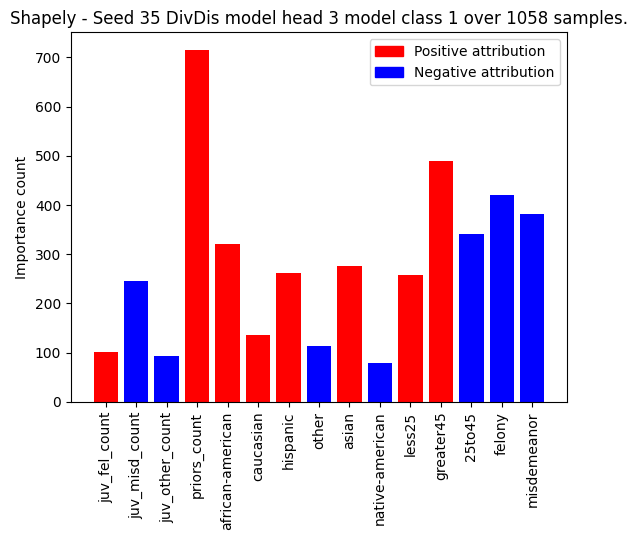 Shapely - Seed 35 DivDis model head 3 model class 1 over 1058 samples.
Positive attribution
Negative attribution
Importance count
700
600
500
400
300
200
100
0
juv_fel_count
juv_misd_count
juv_other_count
priors_count
african-american
caucasian
hispanic
other
asian
native-american
less25
greater45
25to45
felony
misdemeanor